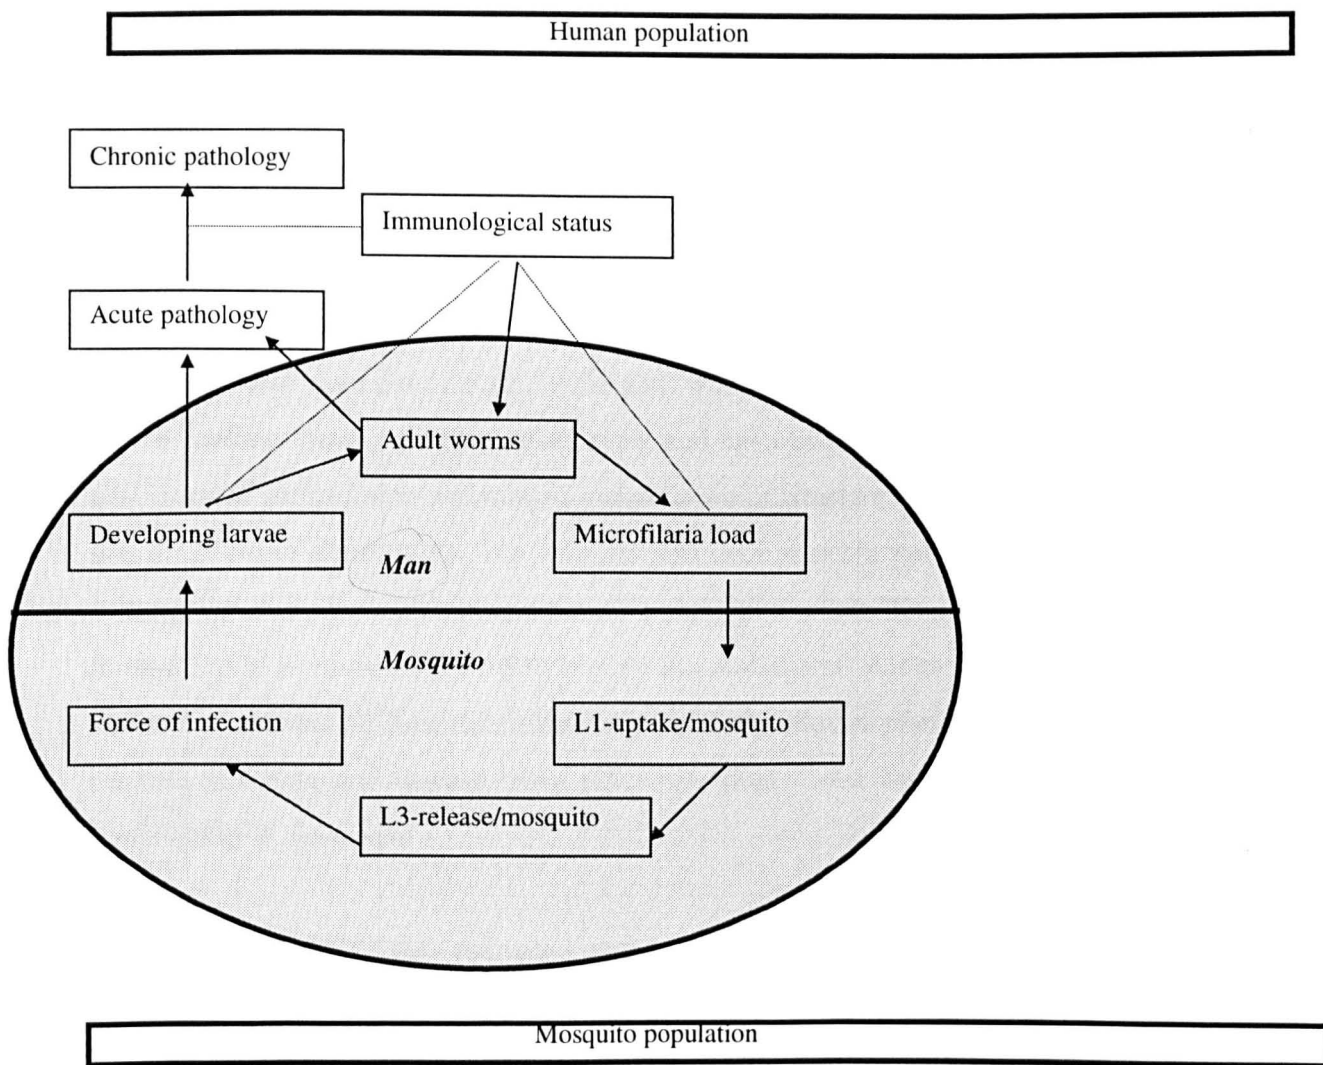 Human population
Chronic pathology
Immunological status
Acute pathology
Adult worms
Developing larvae
Microfilaria load
Man
Mosquito
Force of infection
L1-uptake/mosquito
L3-release/mosquito
Mosquito population